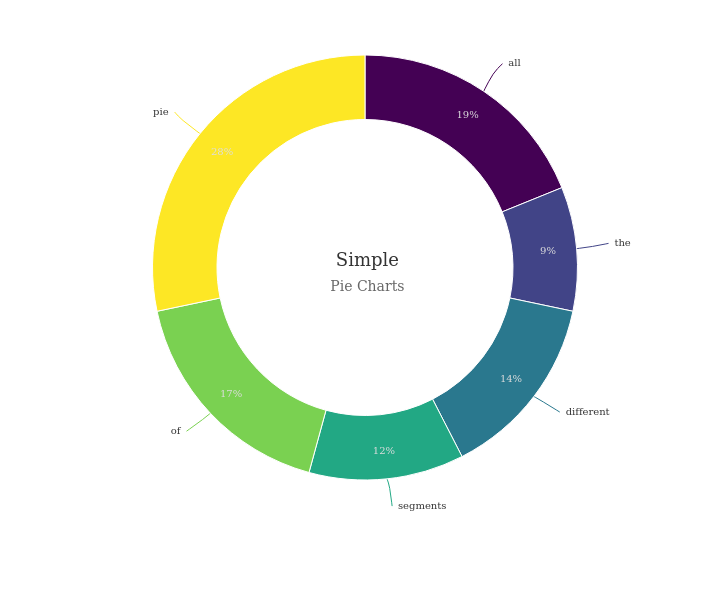 all
pie
19%
28%
the
9%
Simple
Pie Charts
14%
17%
different
of
12%
segments